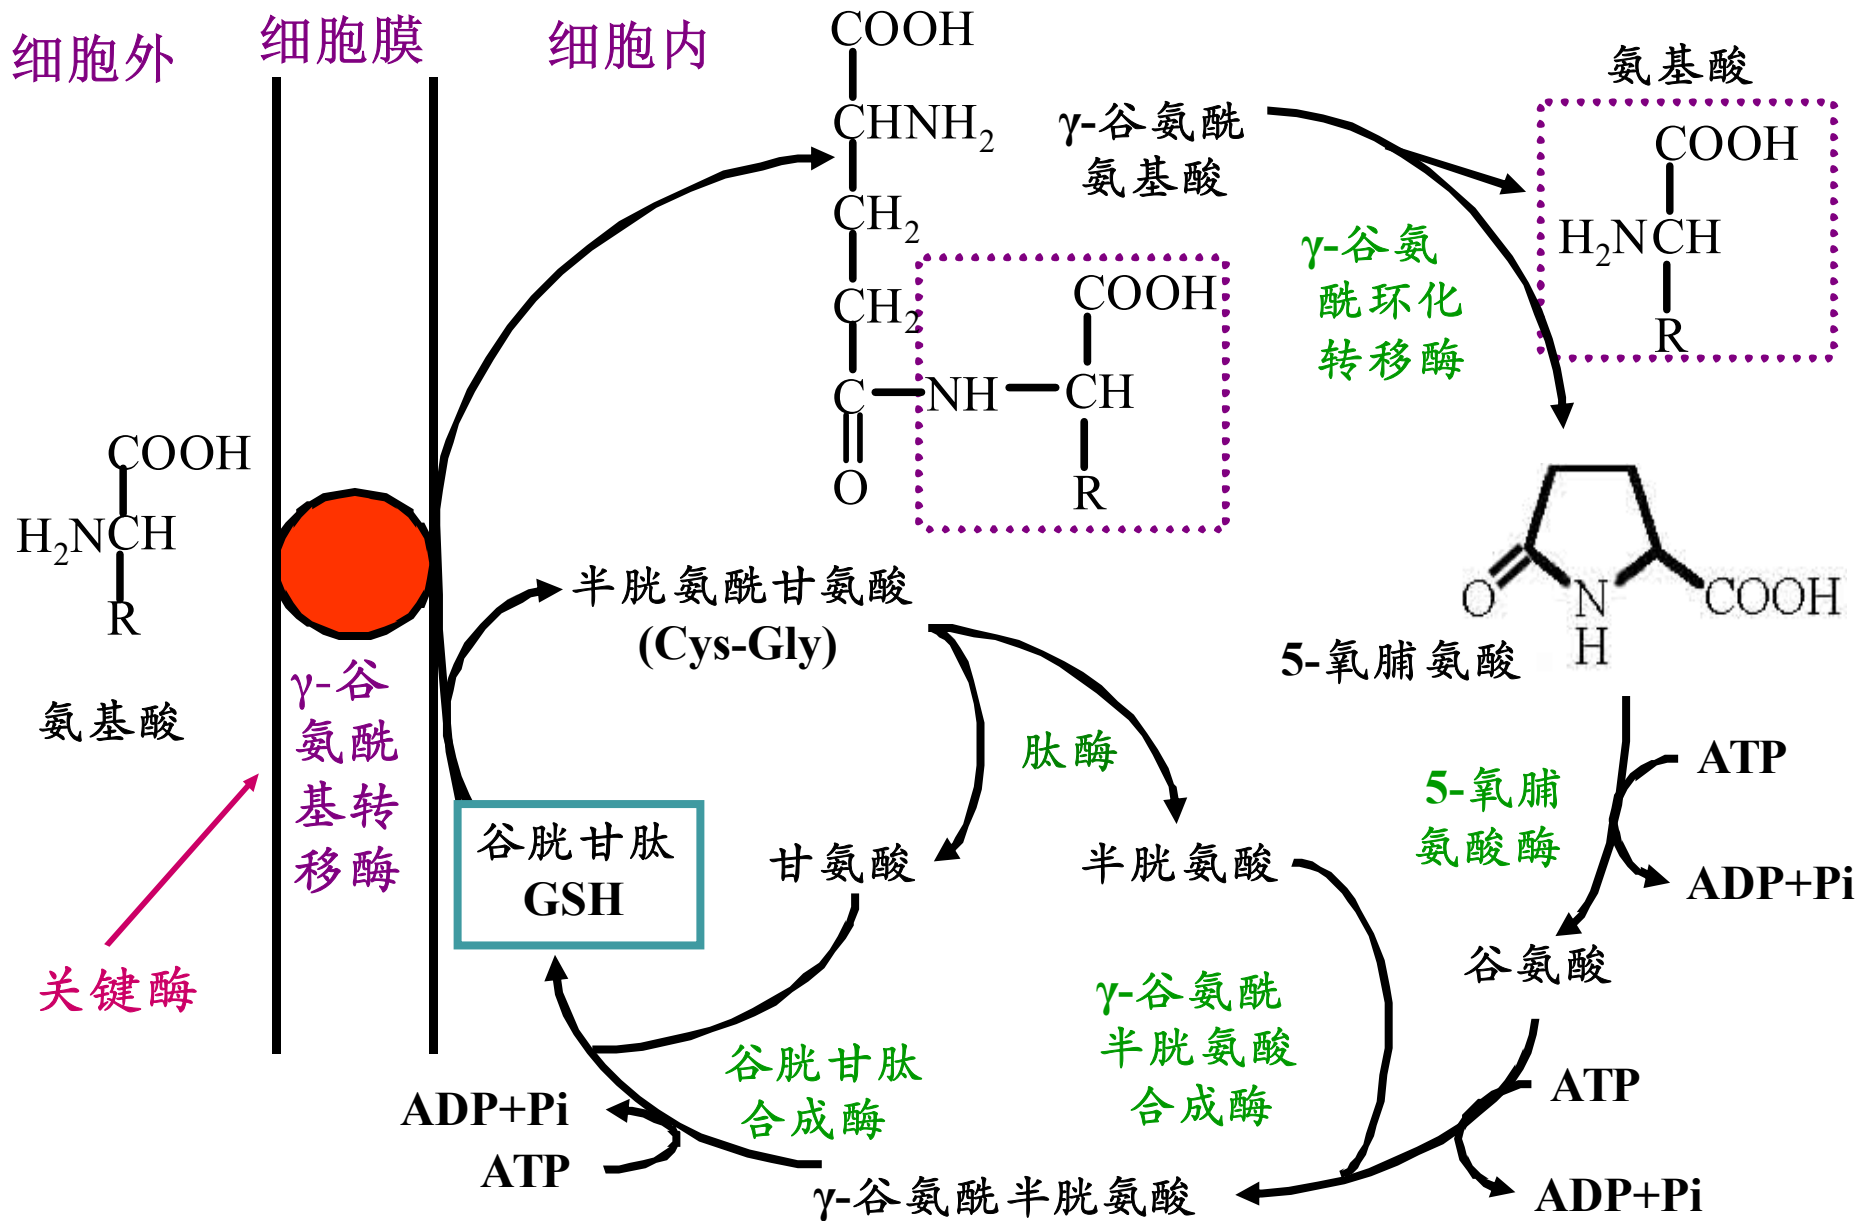 细胞外
细胞膜
细胞内
COOH
CHNH2
CH2
CH2
C
O
NH
COOH
CH
R
γ-谷氨酰
氨基酸
氨基酸
COOH
H2NCH
R
γ-谷氨
酰环化
转移酶
COOH
H2NCH
R
氨基酸
γ-谷
氨酰
基转
移酶
关键酶
半胱氨酰甘氨酸
(Cys-Gly)
O
N
H
COOH
5-氧脯氨酸
肽酶
ATP
5-氧脯
氨酸酶
ADP+Pi
谷胱甘肽
GSH
甘氨酸
半胱氨酸
谷氨酸
γ-谷氨酰
半胱氨酸
合成酶
谷胱甘肽
合成酶
ADP+Pi
ATP
ATP
ADP+Pi
γ-谷氨酰半胱氨酸